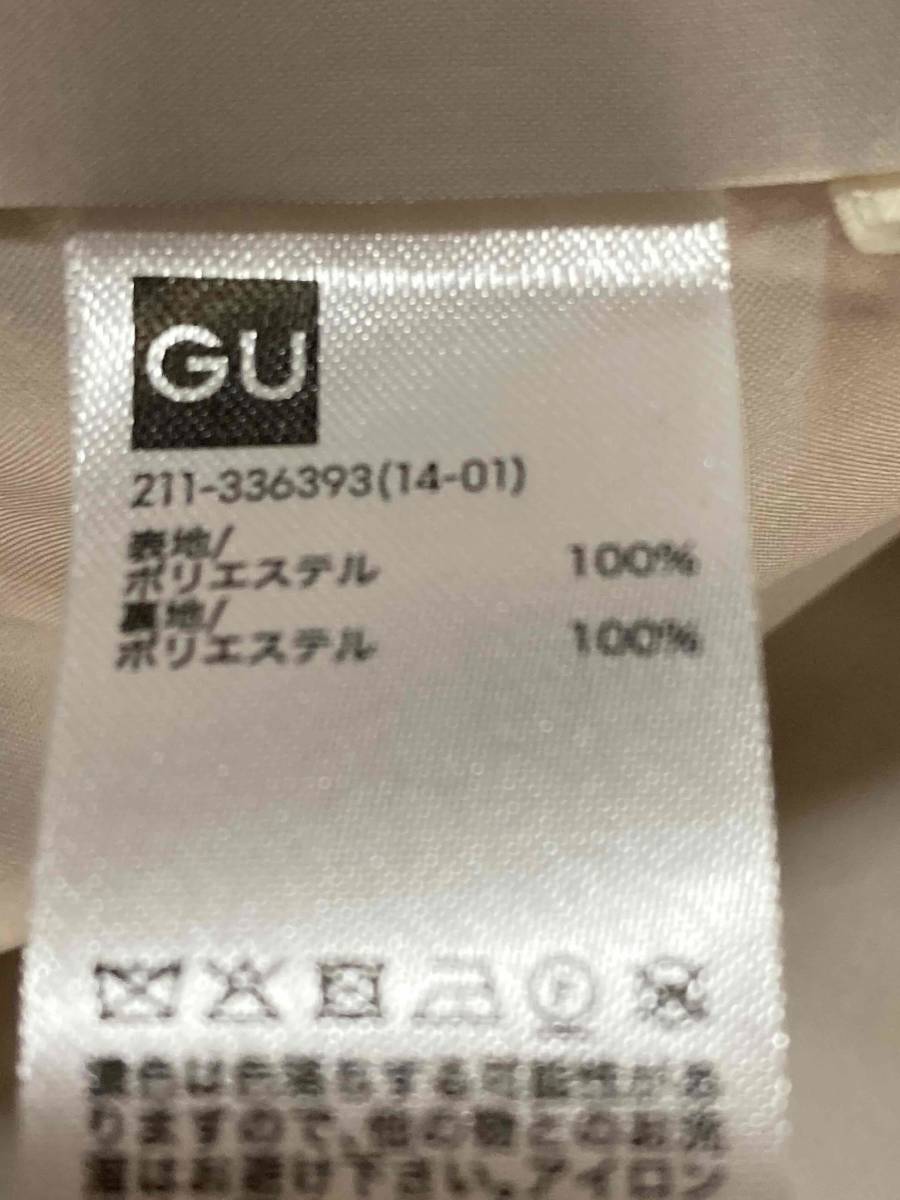 GU
211-336393(14-01)
表地/
ポリエステル 100%
裏地/
ポリエステル 100%
F
濃色は色落ちする可能性があ
りますので、他の物とのお洗
濯はお避け下さい。アイロン